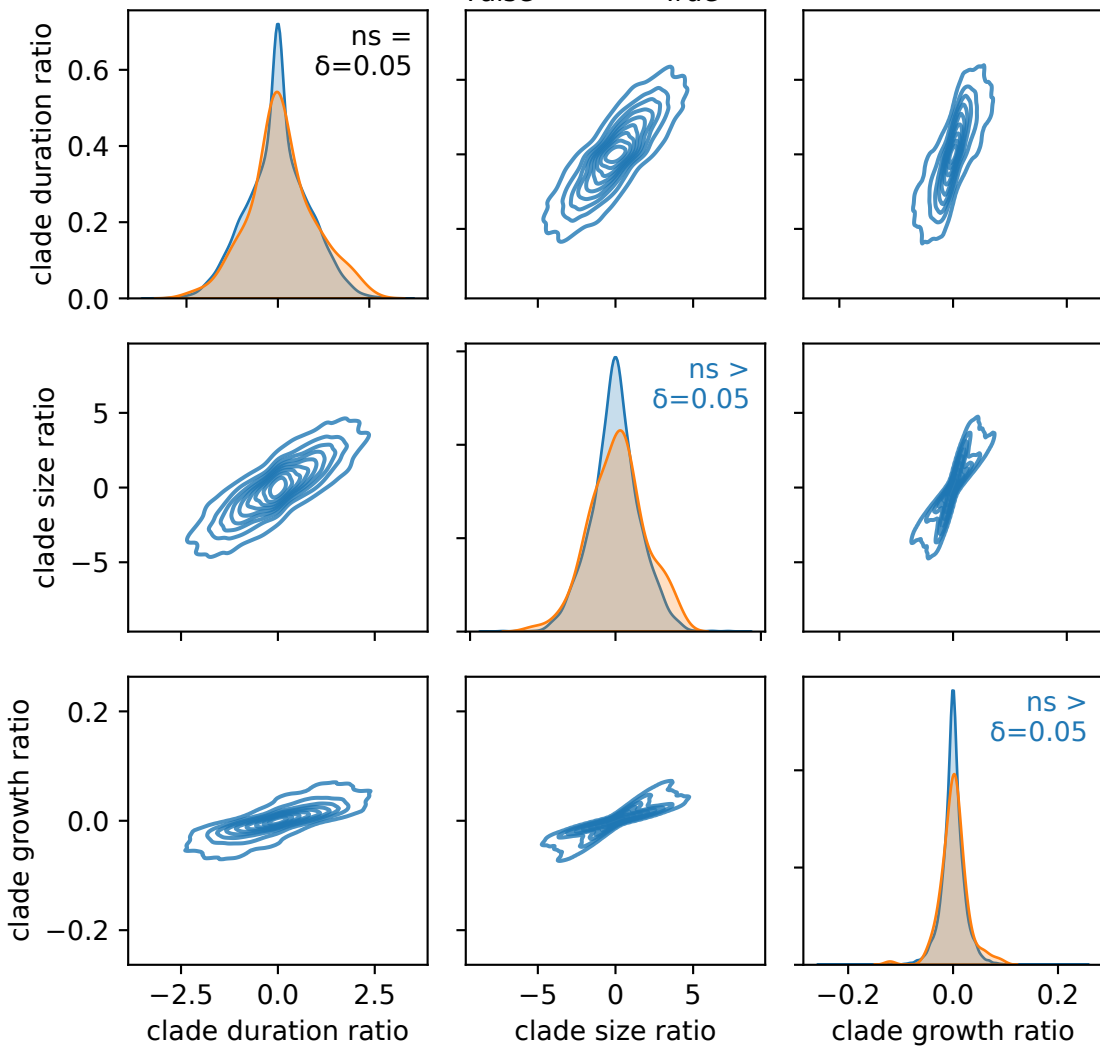 clade duration ratio
0.6
0.4
0.2
0.0
ns =
δ=0.05
clade size ratio
5
0
−5
ns >
δ=0.05
clade growth ratio
0.2
0.0
−0.2
ns >
δ=0.05
−2.5 0.0 2.5
−5 0 5
−0.2 0.0 0.2
clade duration ratio
clade size ratio
clade growth ratio